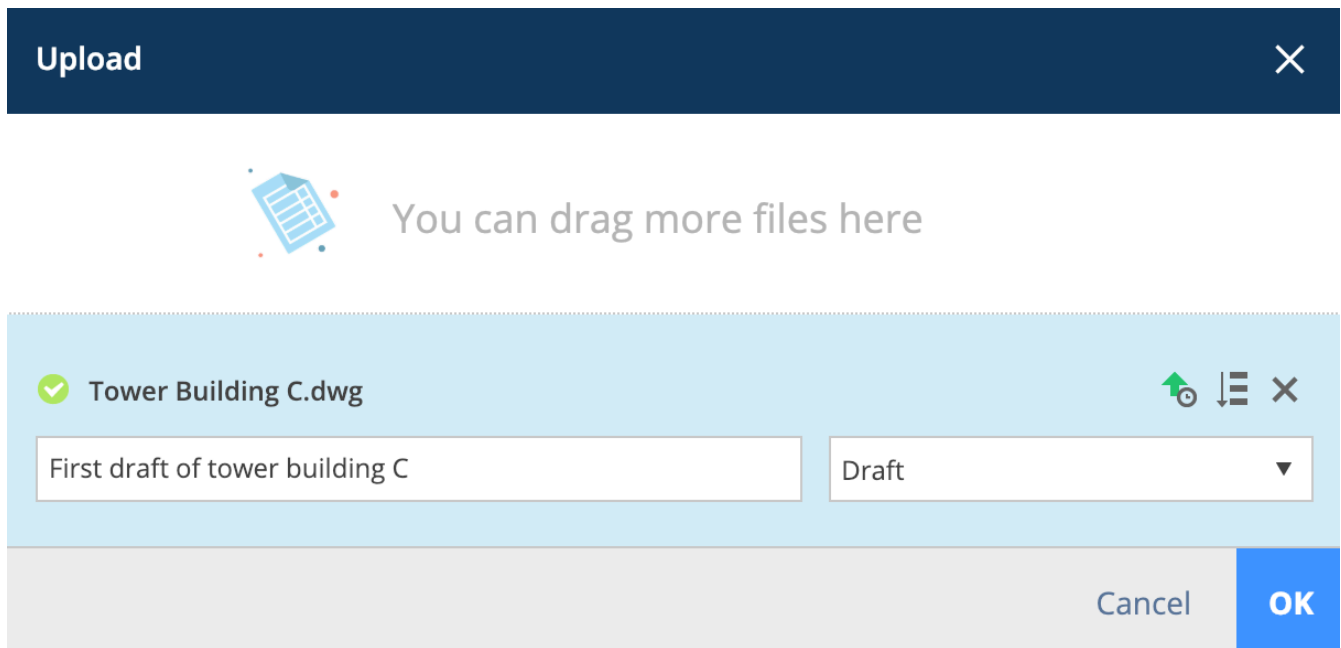 Upload
You can drag more files here
Tower Building C.dwg
First draft of tower building C
Draft
Cancel
OK